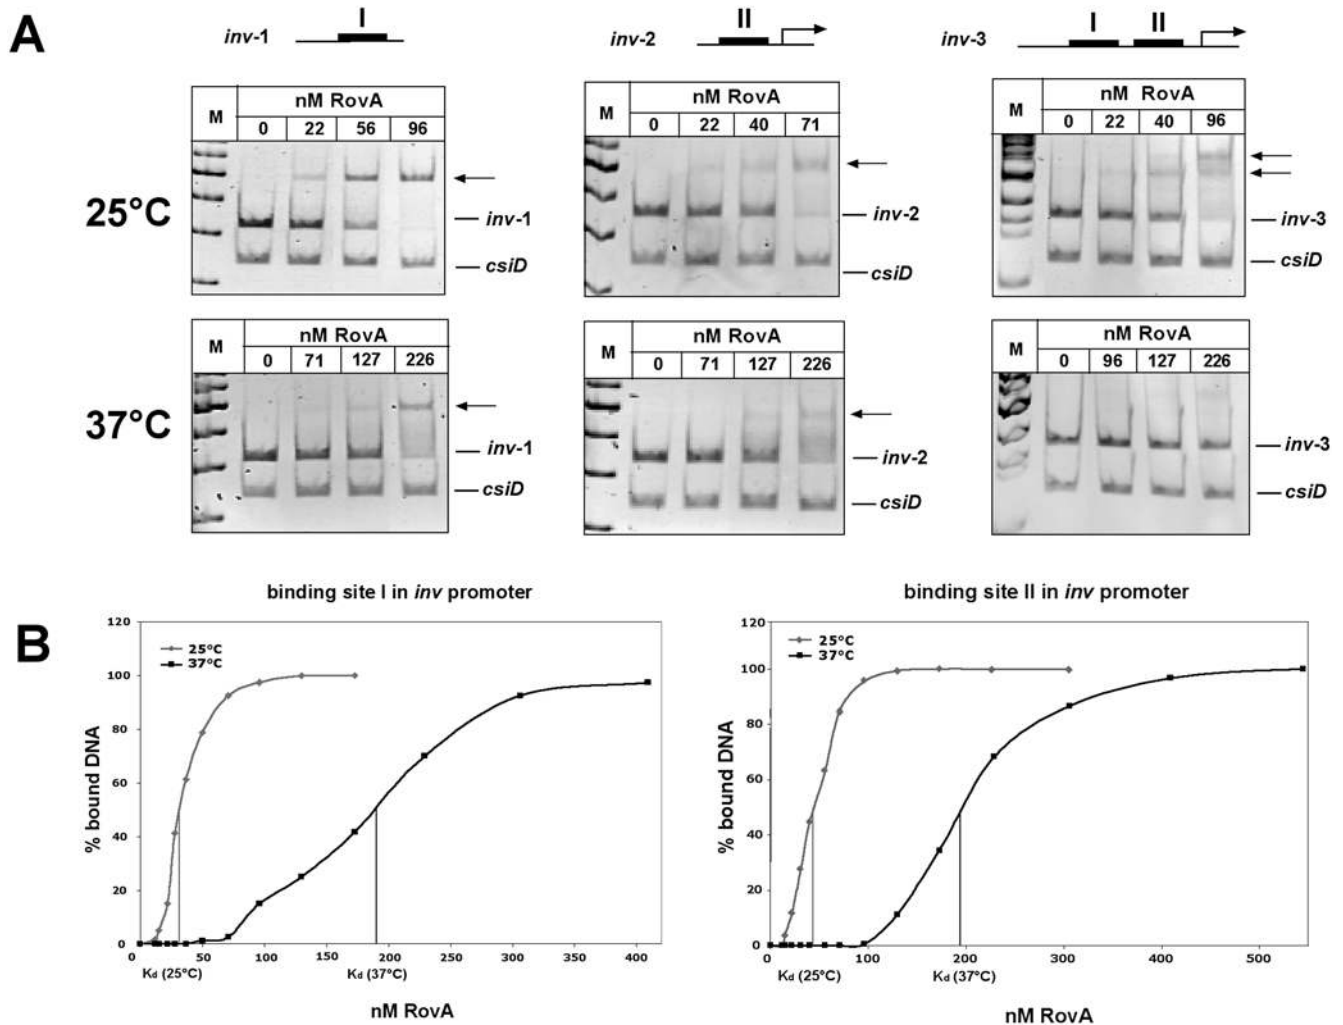 A
I
inv-1
II
inv-2
I II
inv-3
25°C
M
nM RovA
0 22 56 96
inv-1
csiD
M
nM RovA
0 22 40 71
inv-2
csiD
M
nM RovA
0 22 40 96
inv-3
csiD
37°C
M
nM RovA
0 71 127 226
inv-1
csiD
M
nM RovA
0 71 127 226
inv-2
csiD
M
nM RovA
0 96 127 226
inv-3
csiD
B
binding site I in inv promoter
25°C
37°C
% bound DNA
120
100
80
60
40
20
0
0 50 100 150 200 250 300 350 400
Kd (25°C) Kd (37°C)
nM RovA
binding site II in inv promoter
25°C
37°C
% bound DNA
120
100
80
60
40
20
0
0 100 200 300 400 500
Kd (25°C) Kd (37°C)
nM RovA